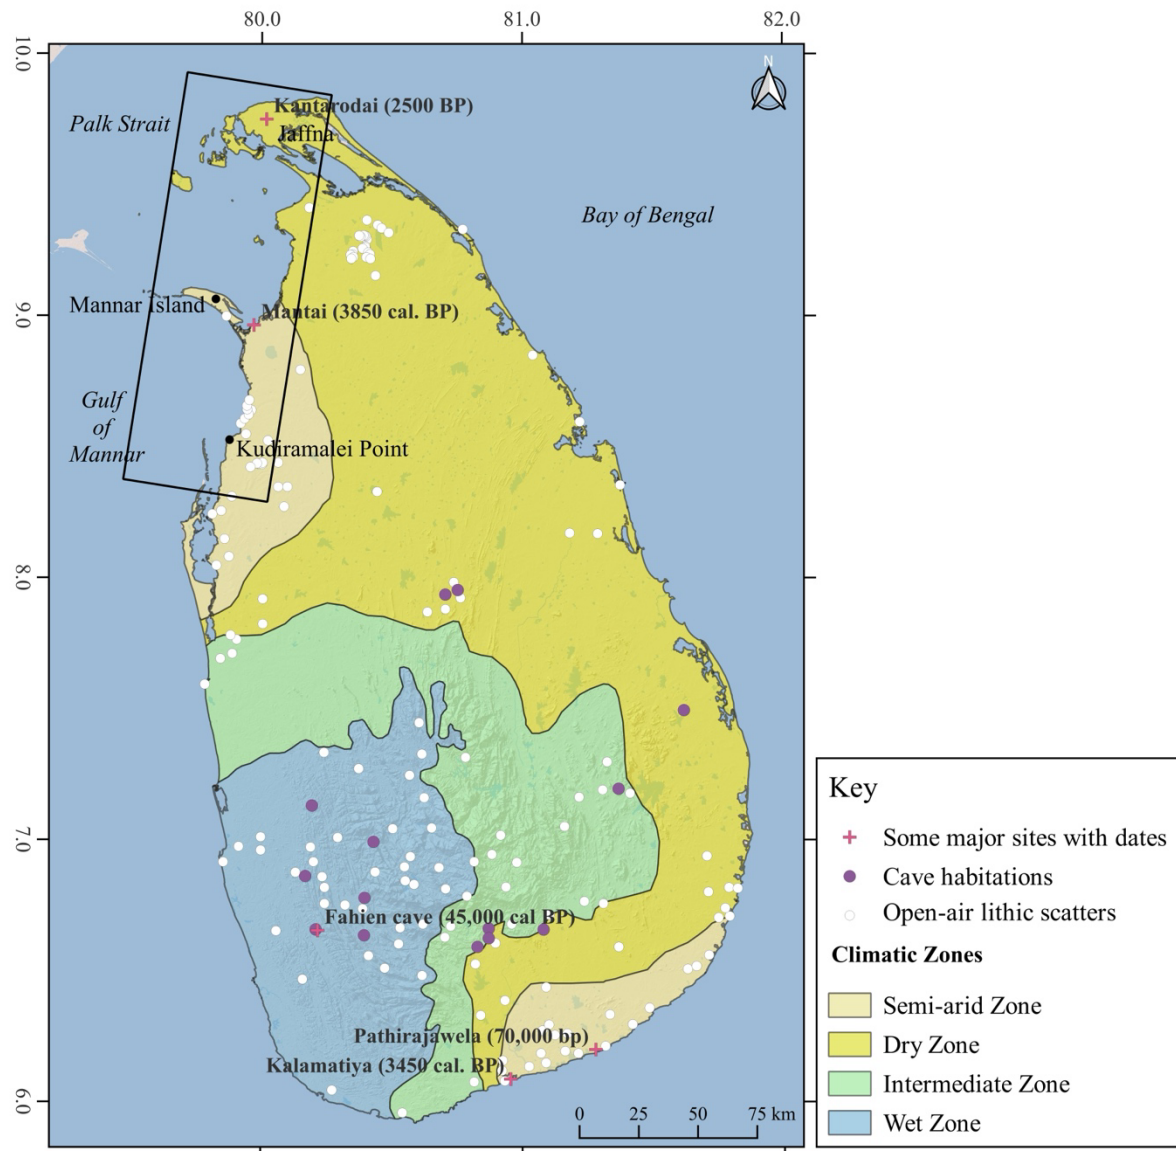 80.0
81.0
82.0
10.0
N
Kantarodai (2500 BP)
Palk Strait
Jaffna
Bay of Bengal
Mannar Island
Mantai (3850 cal. BP)
9.0
Gulf
of
Mannar
Kudiramalei Point
8.0
Key
7.0
Some major sites with dates
Cave habitations
Open-air lithic scatters
Fahien cave (45,000 cal BP)
Climatic Zones
Semi-arid Zone
Pathirajawela (70,000 bp)
Dry Zone
Kalamatiya (3450 cal. BP)
Intermediate Zone
6.0
0 25 50 75 km
Wet Zone